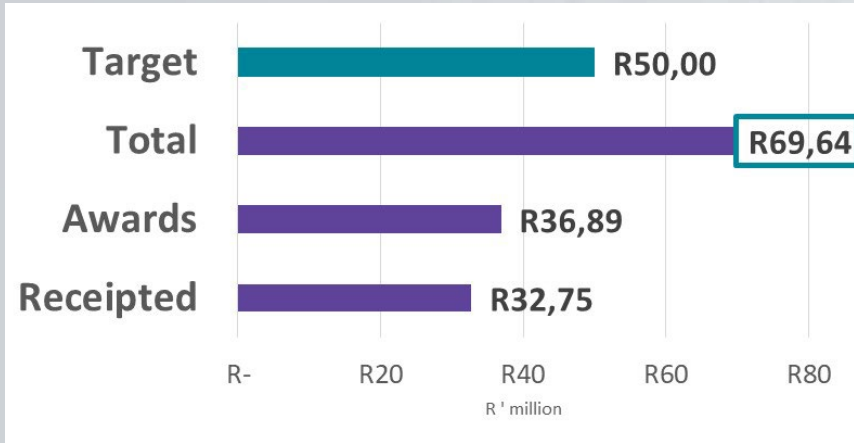 Target R50,00
Total R69,64
Awards R36,89
Receipted R32,75
R- R20 R40 R60 R80
R ' million